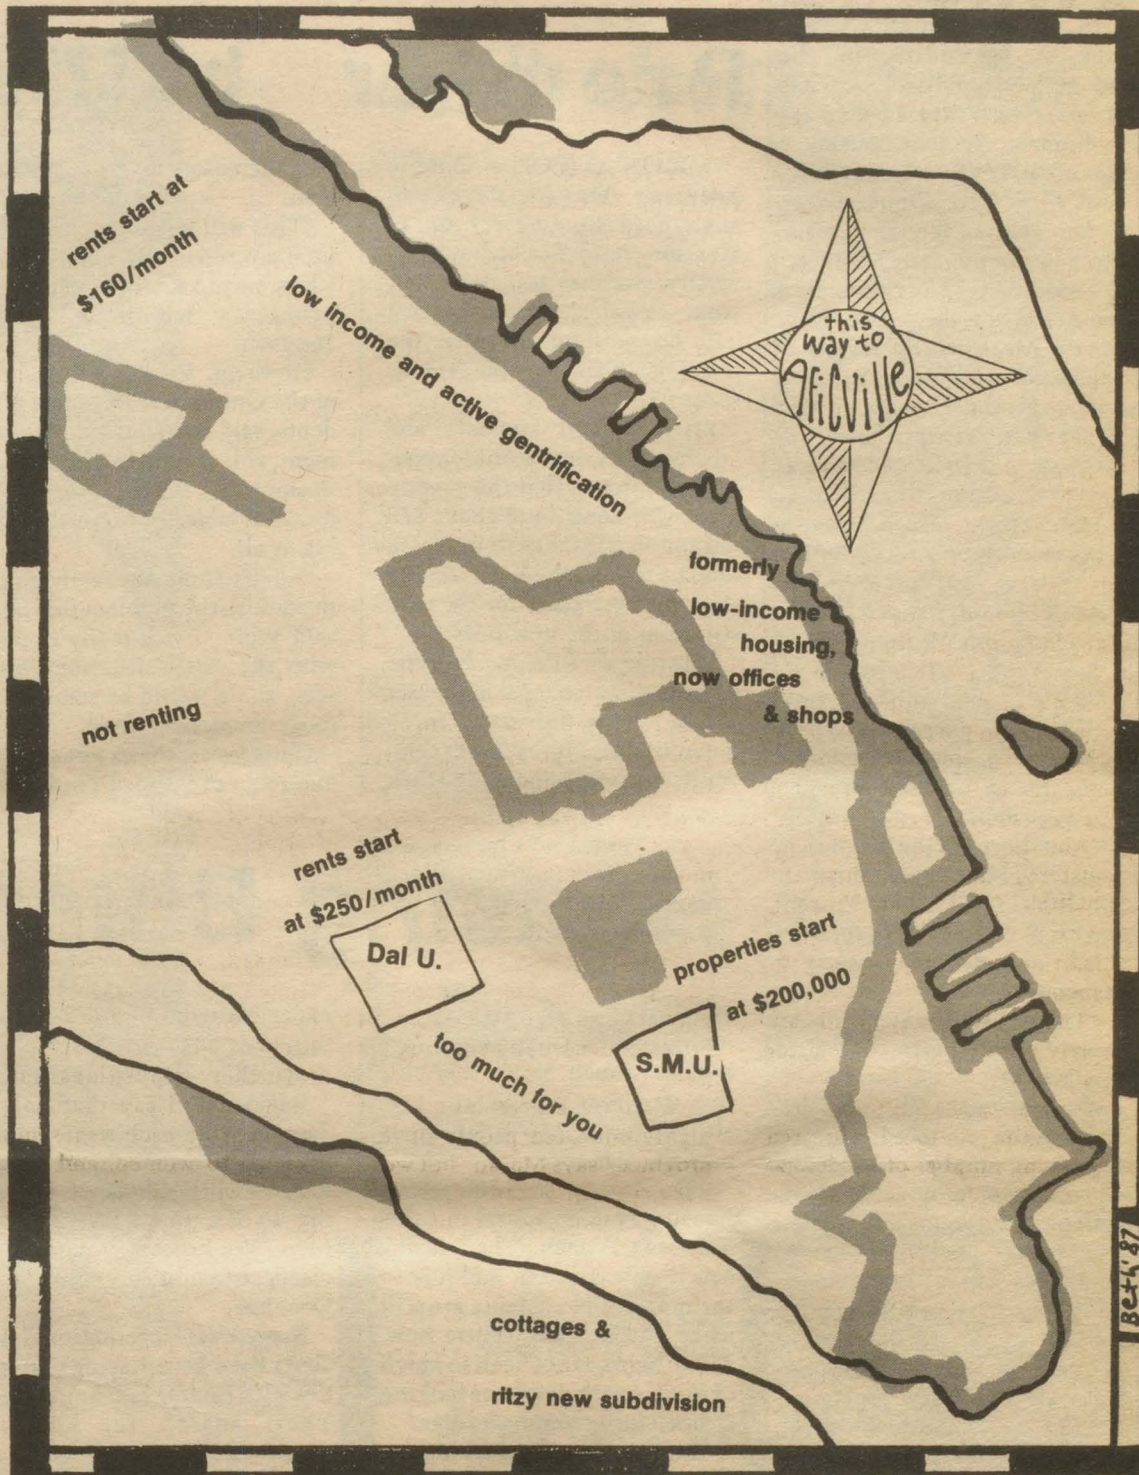 rents start at
$160/month
low income and active gentrification
this
way to
AfiCVille
formerly
low-income
housing,
now offices
& shops
not renting
rents start
at $250/month
Dal U.
properties start
at $200,000
too much for you
S.M.U.
cottages &
ritzy new subdivision
Beth '87